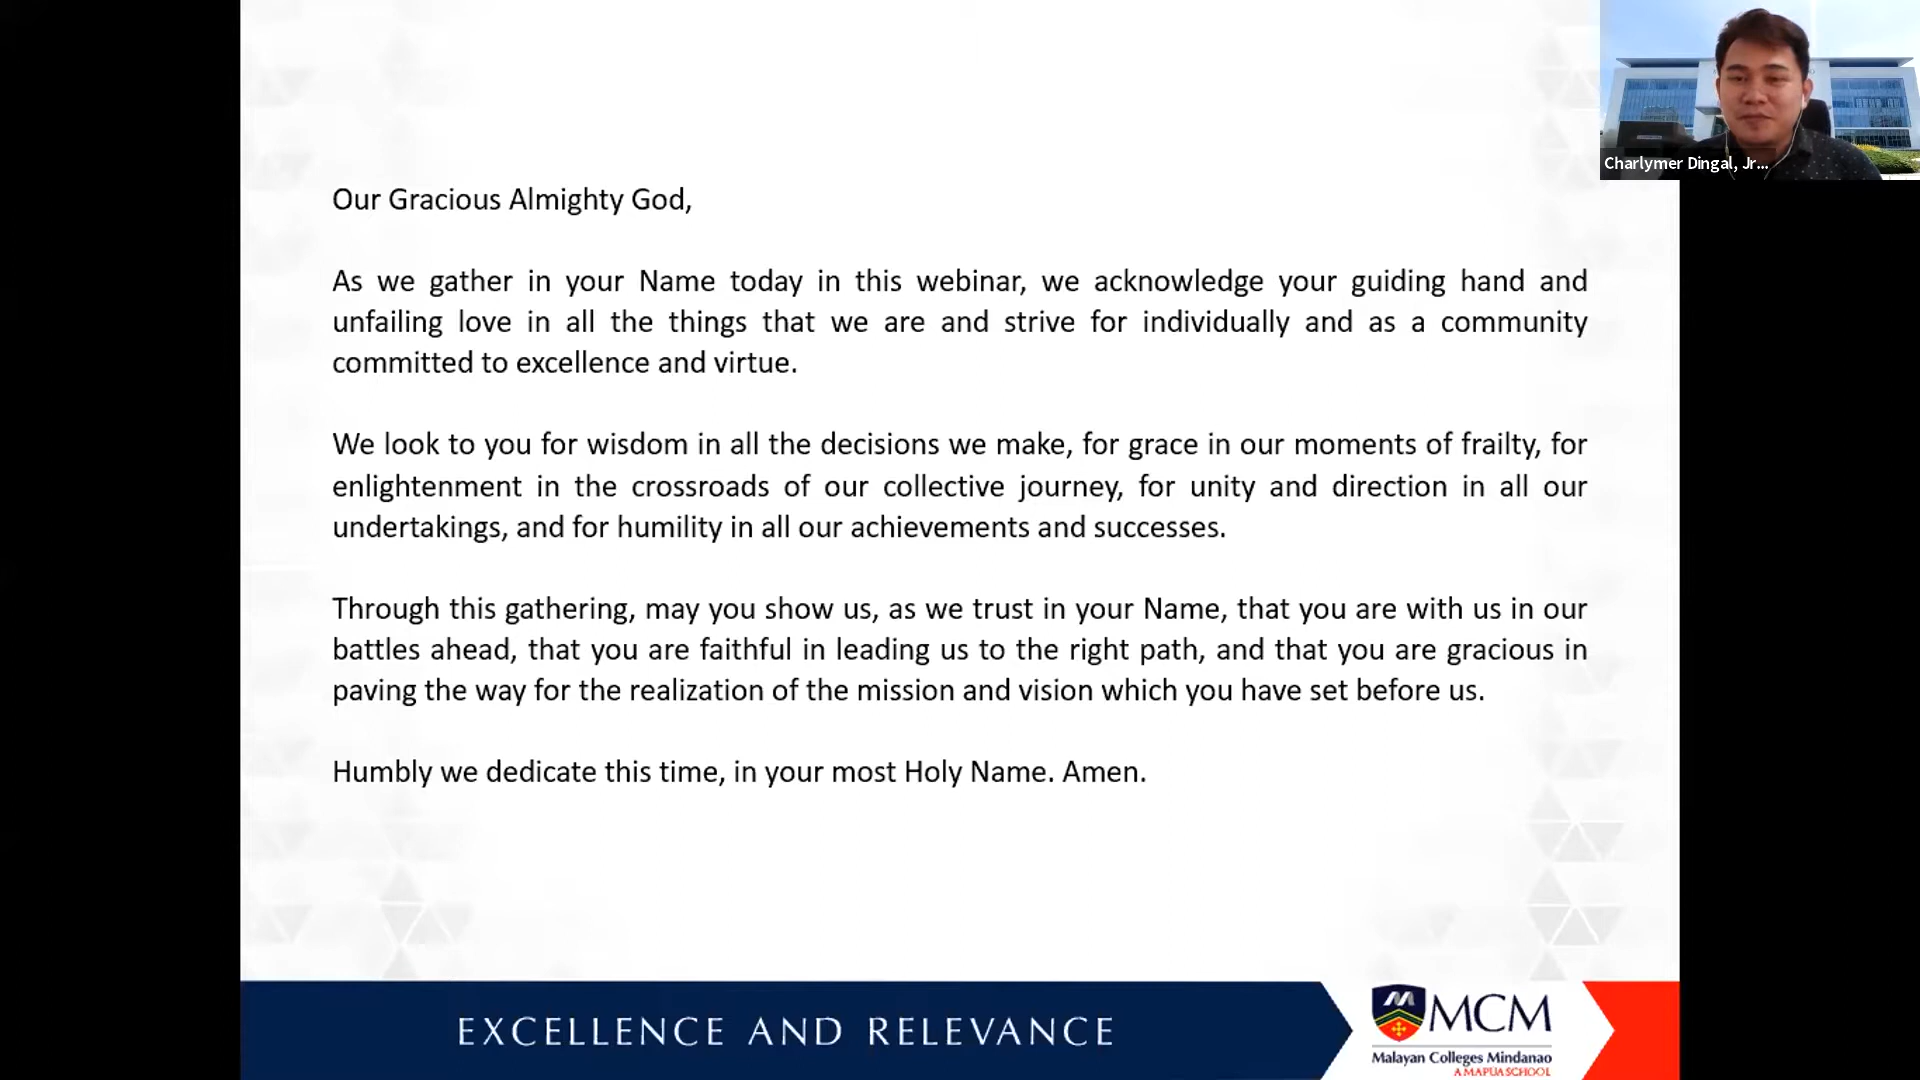 Charlymer Dingal, Jr...
Our Gracious Almighty God,
As we gather in your Name today in this webinar, we acknowledge your guiding hand and
unfailing love in all the things that we are and strive for individually and as a community
committed to excellence and virtue.
We look to you for wisdom in all the decisions we make, for grace in our moments of frailty, for
enlightenment in the crossroads of our collective journey, for unity and direction in all our
undertakings, and for humility in all our achievements and successes.
Through this gathering, may you show us, as we trust in your Name, that you are with us in our
battles ahead, that you are faithful in leading us to the right path, and that you are gracious in
paving the way for the realization of the mission and vision which you have set before us.
Humbly we dedicate this time, in your most Holy Name. Amen.
EXCELLENCE AND RELEVANCE
MCM
Malayan Colleges Mindanao
A MAPUA SCHOOL